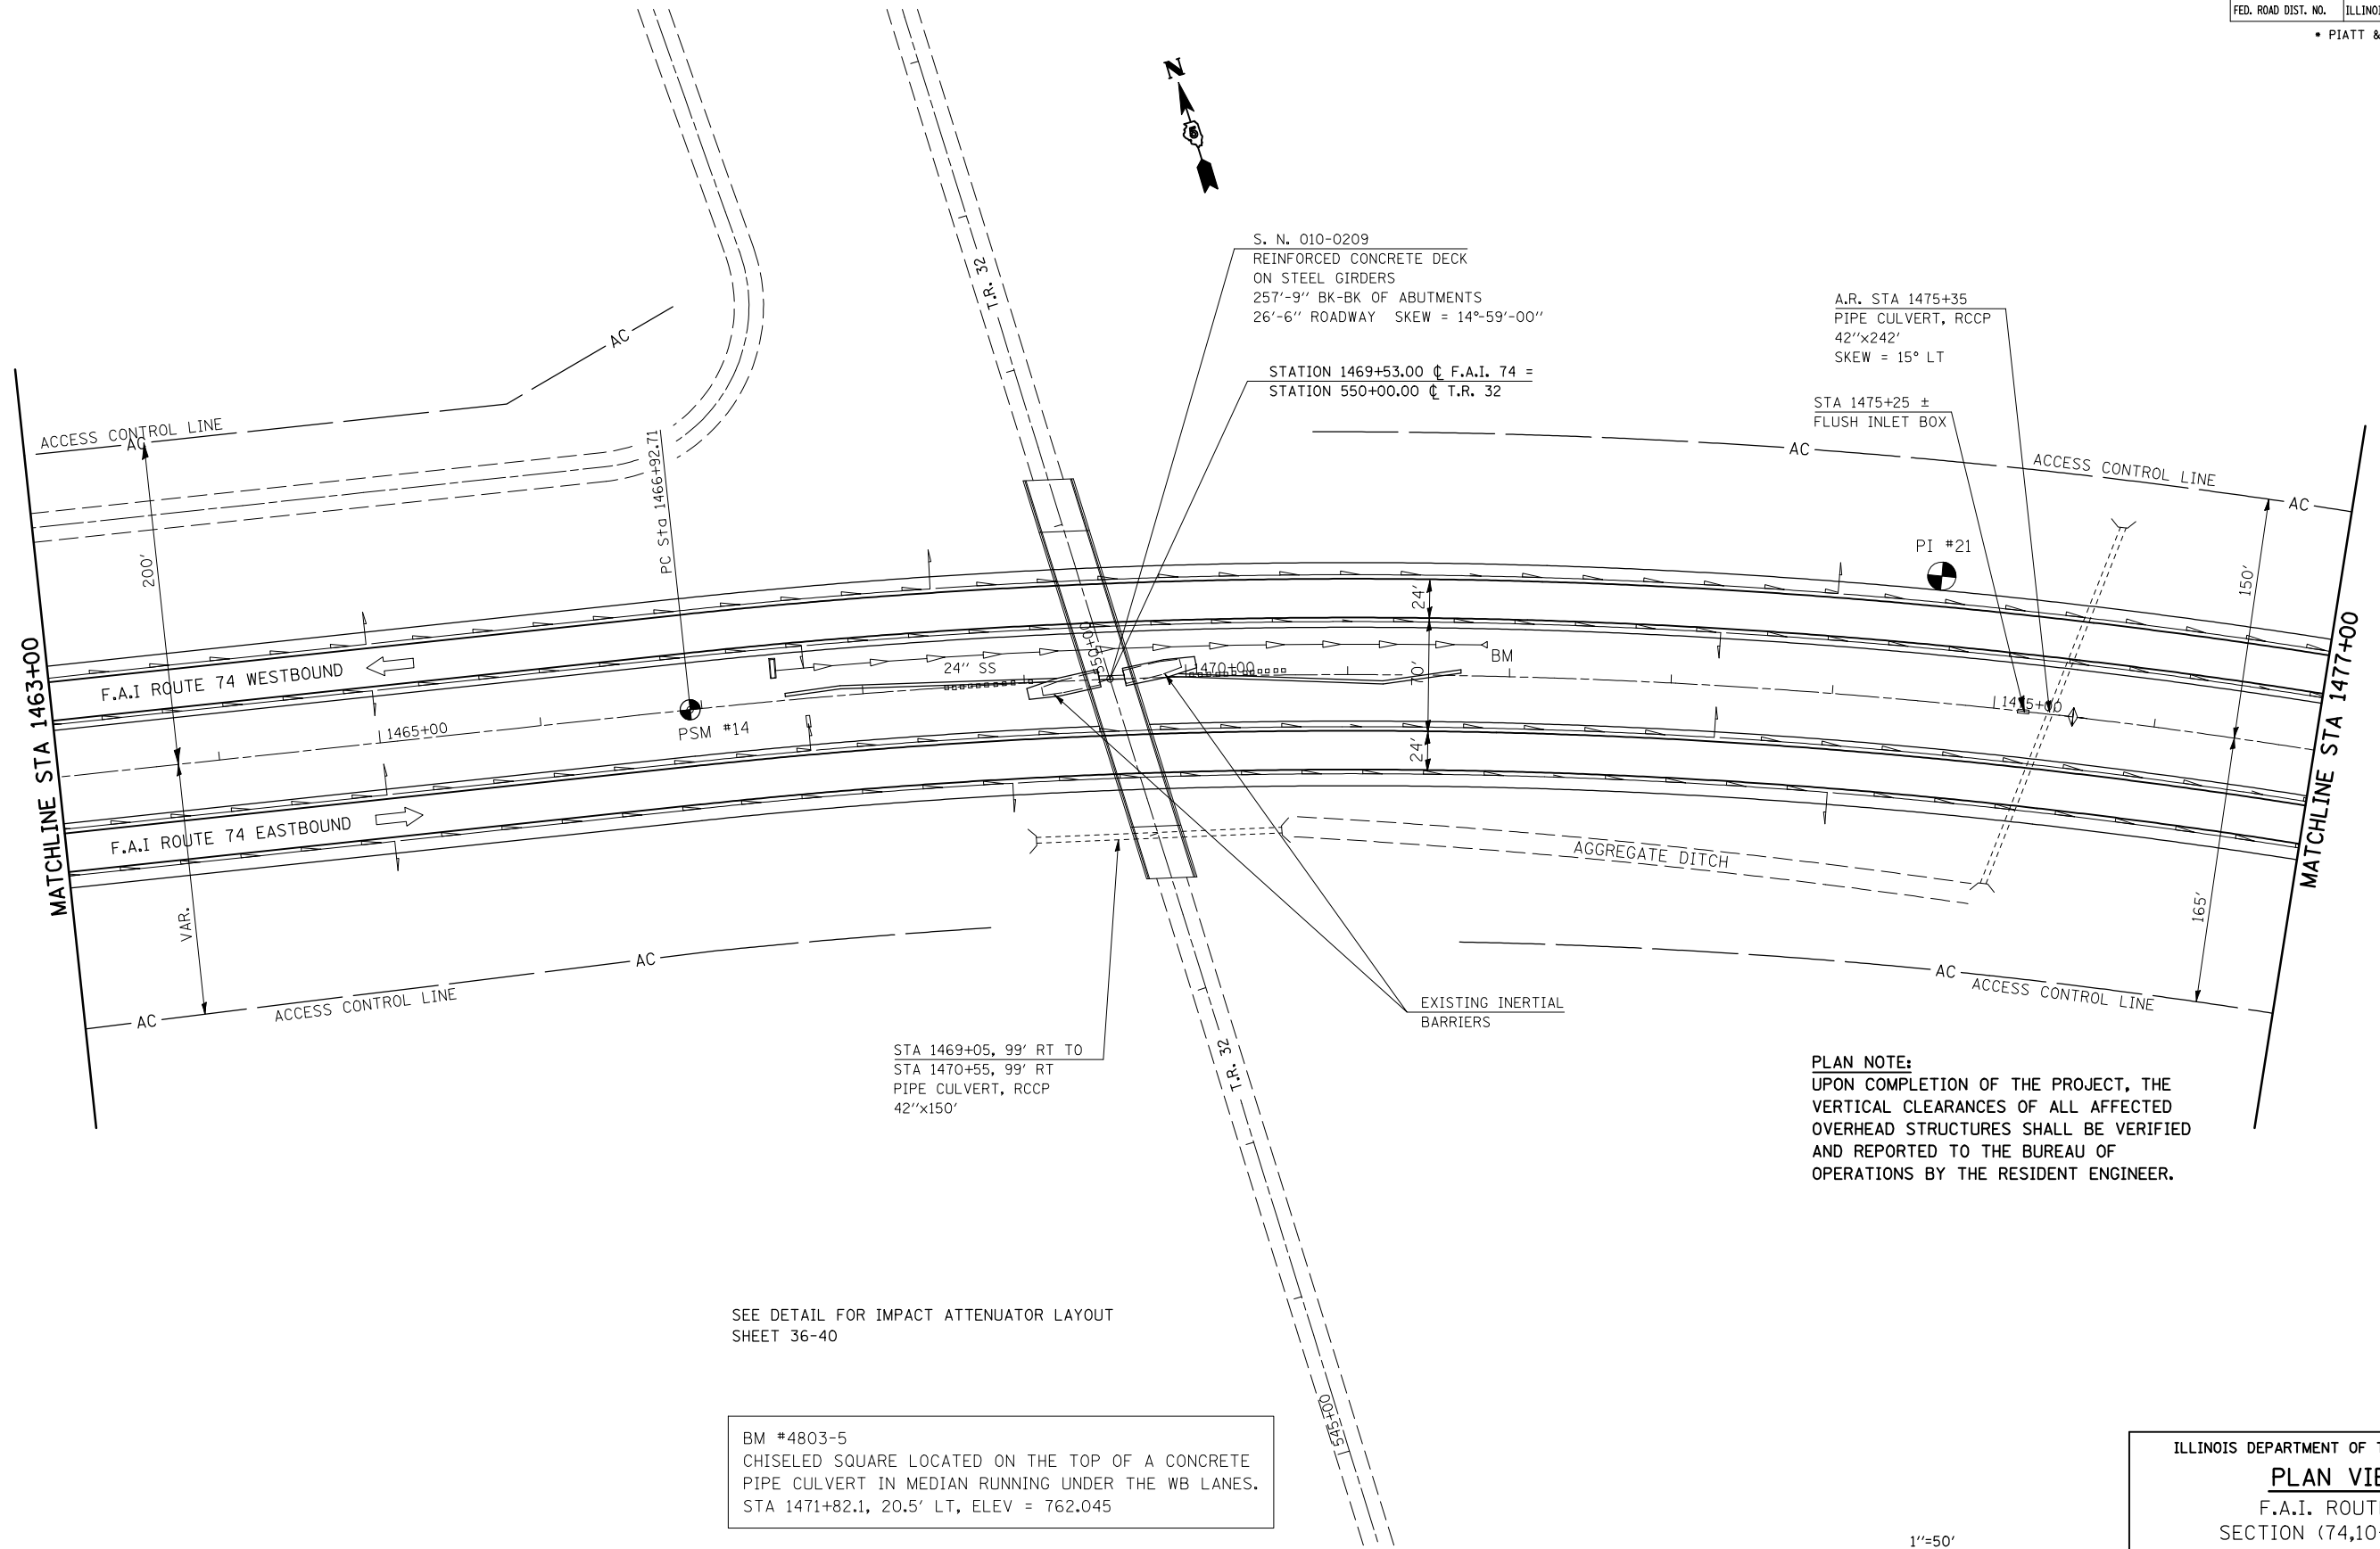 FED. ROAD DIST. NO.
• PIATT &
N
5
S. N. 010-0209
REINFORCED CONCRETE DECK
ON STEEL GIRDERS
257'-9" BK-BK OF ABUTMENTS
26'-6" ROADWAY SKEW = 14°-59'-00"
STATION 1469+53.00 ℄ F.A.I. 74 =
STATION 550+00.00 ℄ T.R. 32
A.R. STA 1475+35
PIPE CULVERT, RCCP
42"x242'
SKEW = 15° LT
STA 1475+25 ±
FLUSH INLET BOX
T.R. 32
AC
ACCESS CONTROL LINE
AC
200'
PC Sta 1466+92.71
AC
ACCESS CONTROL LINE
AC
PI #21
150'
MATCHLINE STA 1463+00
F.A.I ROUTE 74 WESTBOUND
24" SS
550+00
1470+00
24'
70'
24'
BM
1475+00
MATCHLINE STA 1477+00
1465+00
PSM #14
F.A.I ROUTE 74 EASTBOUND
AGGREGATE DITCH
VAR.
165'
AC
ACCESS CONTROL LINE
AC
AC
ACCESS CONTROL LINE
EXISTING INERTIAL
BARRIERS
STA 1469+05, 99' RT TO
STA 1470+55, 99' RT
PIPE CULVERT, RCCP
42"x150'
T.R. 32
PLAN NOTE:
UPON COMPLETION OF THE PROJECT, THE
VERTICAL CLEARANCES OF ALL AFFECTED
OVERHEAD STRUCTURES SHALL BE VERIFIED
AND REPORTED TO THE BUREAU OF
OPERATIONS BY THE RESIDENT ENGINEER.
SEE DETAIL FOR IMPACT ATTENUATOR LAYOUT
SHEET 36-40
545+00
BM #4803-5
CHISELED SQUARE LOCATED ON THE TOP OF A CONCRETE
PIPE CULVERT IN MEDIAN RUNNING UNDER THE WB LANES.
STA 1471+82.1, 20.5' LT, ELEV = 762.045
1"=50'
ILLINOIS DEPARTMENT OF
PLAN
F.A.I.
SECTION (74,10